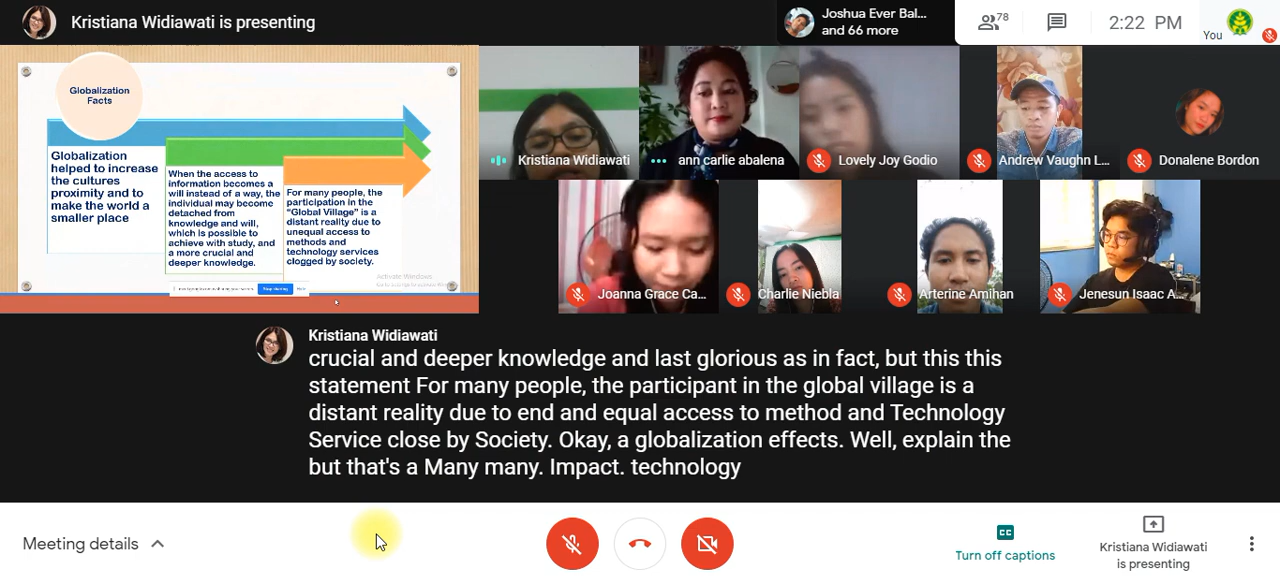 Kristiana Widiawati is presenting
Joshua Ever Bal...
and 66 more
78
2:22 PM
You
Globalization
Facts
Globalization
helped to increase
the cultures
proximity and to
make the world a
smaller place
When the access to
information becomes a
will instead of a way, the
individual may become
detached from
knowledge and will,
which is possible to
achieve with study, and
a more crucial and
deeper knowledge.
For many people, the
participation in the
"Global Village" is a
distant reality due to
unequal access to
methods and
technology services
clogged by society.
Activate Windows
Stop sharing
Hide
Kristiana Widiawati
ann carlie abalena
Lovely Joy Godio
Andrew Vaughn L...
Donalene Bordon
Joanna Grace Ca...
Charlie Niebla
Arterine Amihan
Jenesun Isaac A...
Kristiana Widiawati
crucial and deeper knowledge and last glorious as in fact, but this this
statement For many people, the participant in the global village is a
distant reality due to end and equal access to method and Technology
Service close by Society. Okay, a globalization effects. Well, explain the
but that's a Many many. Impact. technology
Meeting details
CC
Turn off captions
Kristiana Widiawati
is presenting